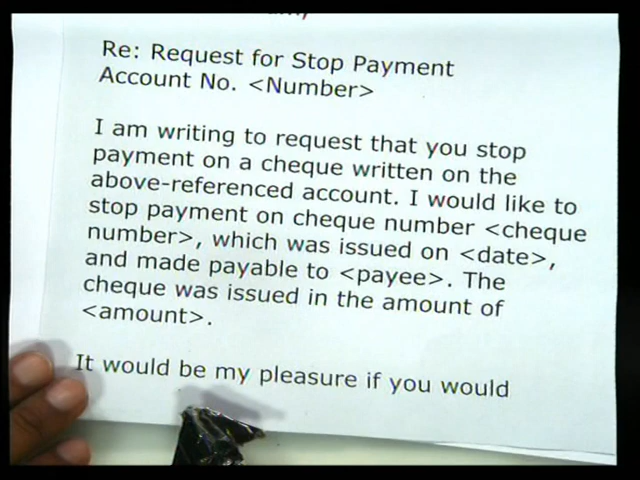 Re: Request for Stop Payment
Account No. <Number>
I am writing to request that you stop
payment on a cheque written on the
above-referenced account. I would like to
stop payment on cheque number <cheque
number>, which was issued on <date>,
and made payable to <payee>. The
cheque was issued in the amount of
<amount>.
It would be my pleasure if you would